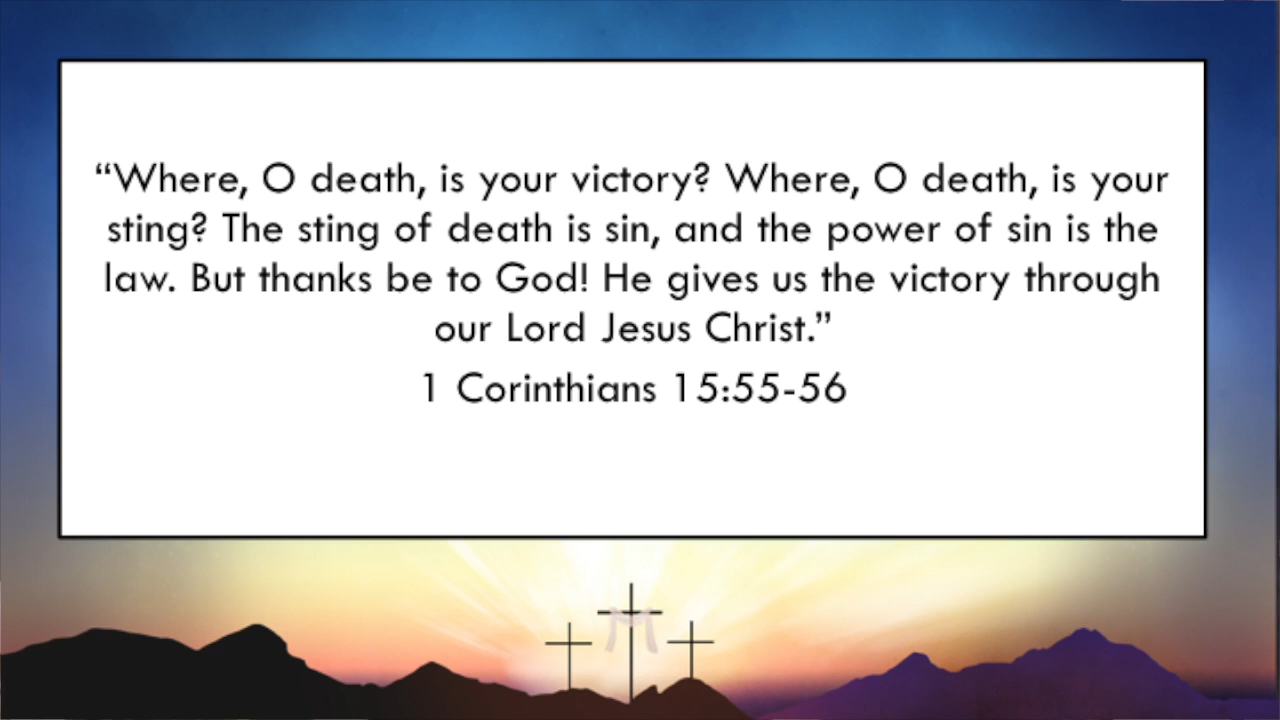 “Where, O death, is your victory? Where, O death, is your
sting? The sting of death is sin, and the power of sin is the
law. But thanks be to God! He gives us the victory through
our Lord Jesus Christ.”
1 Corinthians 15:55-56